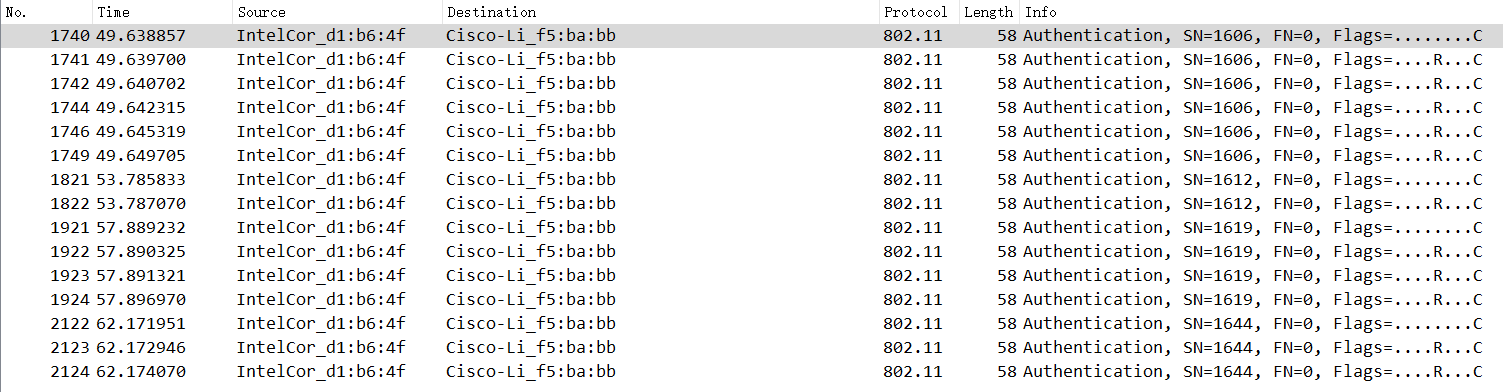 No. Time Source Destination Protocol Length Info
1740 49.638857 IntelCor_d1:b6:4f Cisco-Li_f5:ba:bb 802.11 58 Authentication, SN=1606, FN=0, Flags=........C
1741 49.639700 IntelCor_d1:b6:4f Cisco-Li_f5:ba:bb 802.11 58 Authentication, SN=1606, FN=0, Flags=....R...C
1742 49.640702 IntelCor_d1:b6:4f Cisco-Li_f5:ba:bb 802.11 58 Authentication, SN=1606, FN=0, Flags=....R...C
1744 49.642315 IntelCor_d1:b6:4f Cisco-Li_f5:ba:bb 802.11 58 Authentication, SN=1606, FN=0, Flags=....R...C
1746 49.645319 IntelCor_d1:b6:4f Cisco-Li_f5:ba:bb 802.11 58 Authentication, SN=1606, FN=0, Flags=....R...C
1749 49.649705 IntelCor_d1:b6:4f Cisco-Li_f5:ba:bb 802.11 58 Authentication, SN=1606, FN=0, Flags=....R...C
1821 53.785833 IntelCor_d1:b6:4f Cisco-Li_f5:ba:bb 802.11 58 Authentication, SN=1612, FN=0, Flags=........C
1822 53.787070 IntelCor_d1:b6:4f Cisco-Li_f5:ba:bb 802.11 58 Authentication, SN=1612, FN=0, Flags=....R...C
1921 57.889232 IntelCor_d1:b6:4f Cisco-Li_f5:ba:bb 802.11 58 Authentication, SN=1619, FN=0, Flags=........C
1922 57.890325 IntelCor_d1:b6:4f Cisco-Li_f5:ba:bb 802.11 58 Authentication, SN=1619, FN=0, Flags=....R...C
1923 57.891321 IntelCor_d1:b6:4f Cisco-Li_f5:ba:bb 802.11 58 Authentication, SN=1619, FN=0, Flags=....R...C
1924 57.896970 IntelCor_d1:b6:4f Cisco-Li_f5:ba:bb 802.11 58 Authentication, SN=1619, FN=0, Flags=....R...C
2122 62.171951 IntelCor_d1:b6:4f Cisco-Li_f5:ba:bb 802.11 58 Authentication, SN=1644, FN=0, Flags=........C
2123 62.172946 IntelCor_d1:b6:4f Cisco-Li_f5:ba:bb 802.11 58 Authentication, SN=1644, FN=0, Flags=....R...C
2124 62.174070 IntelCor_d1:b6:4f Cisco-Li_f5:ba:bb 802.11 58 Authentication, SN=1644, FN=0, Flags=....R...C